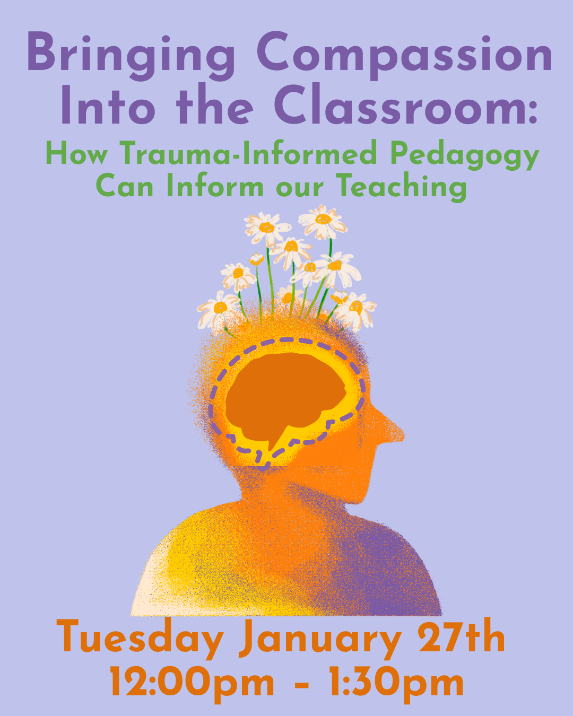 Bringing Compassion
Into the Classroom:
How Trauma-Informed Pedagogy
Can Inform our Teaching
Tuesday January 27th
12:00pm – 1:30pm